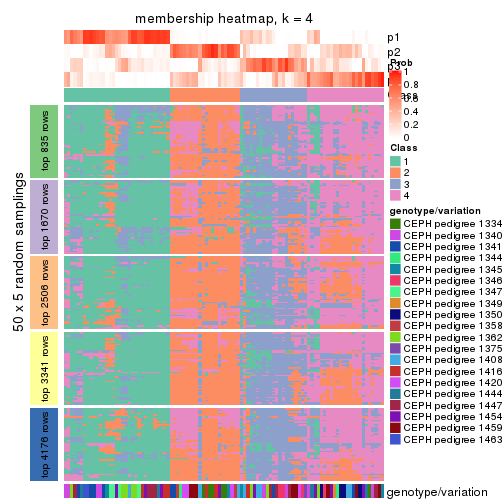 membership heatmap, k = 4
p1
p2
p3
Prob
1
0.8
0.6
0.4
0.2
0
Class
1
2
3
4
genotype/variation
CEPH pedigree 1334
CEPH pedigree 1340
CEPH pedigree 1341
CEPH pedigree 1344
CEPH pedigree 1345
CEPH pedigree 1346
CEPH pedigree 1347
CEPH pedigree 1349
CEPH pedigree 1350
CEPH pedigree 1358
CEPH pedigree 1362
CEPH pedigree 1375
CEPH pedigree 1408
CEPH pedigree 1416
CEPH pedigree 1420
CEPH pedigree 1444
CEPH pedigree 1447
CEPH pedigree 1454
CEPH pedigree 1459
CEPH pedigree 1463
50 x 5 random samplings
top 835 rows
top 1670 rows
top 2506 rows
top 3341 rows
top 4176 rows
genotype/variation